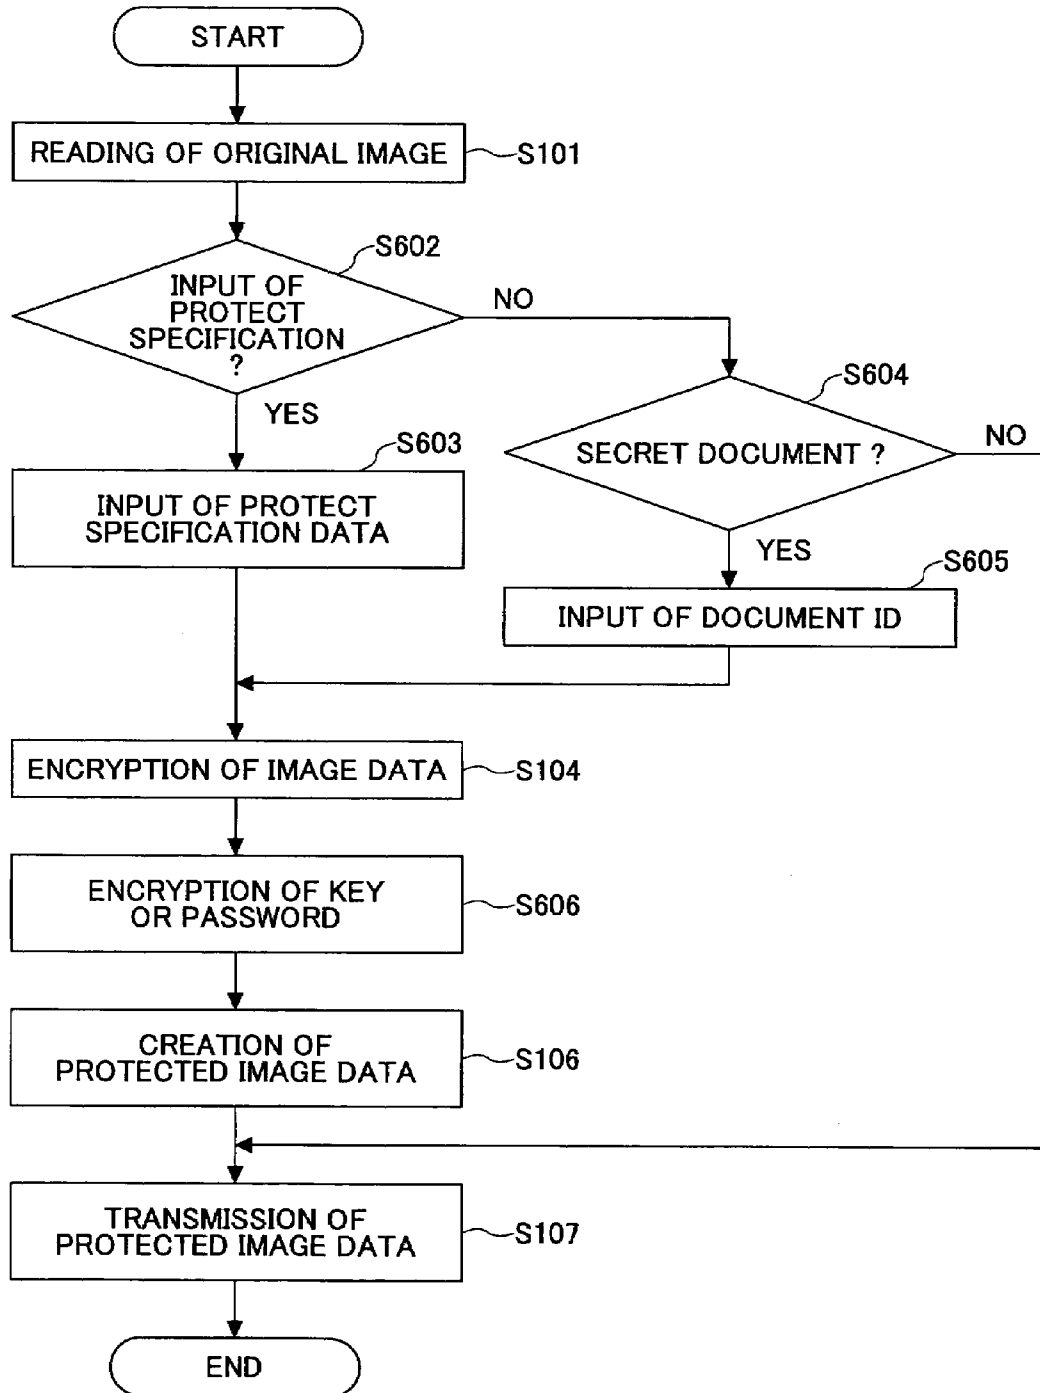 START
READING OF ORIGINAL IMAGE
S101
S602
INPUT OF
PROTECT
SPECIFICATION
?
NO
YES
S604
SECRET DOCUMENT ?
NO
YES
S603
INPUT OF PROTECT
SPECIFICATION DATA
S605
INPUT OF DOCUMENT ID
ENCRYPTION OF IMAGE DATA
S104
ENCRYPTION OF KEY
OR PASSWORD
S606
CREATION OF
PROTECTED IMAGE DATA
S106
TRANSMISSION OF
PROTECTED IMAGE DATA
S107
END